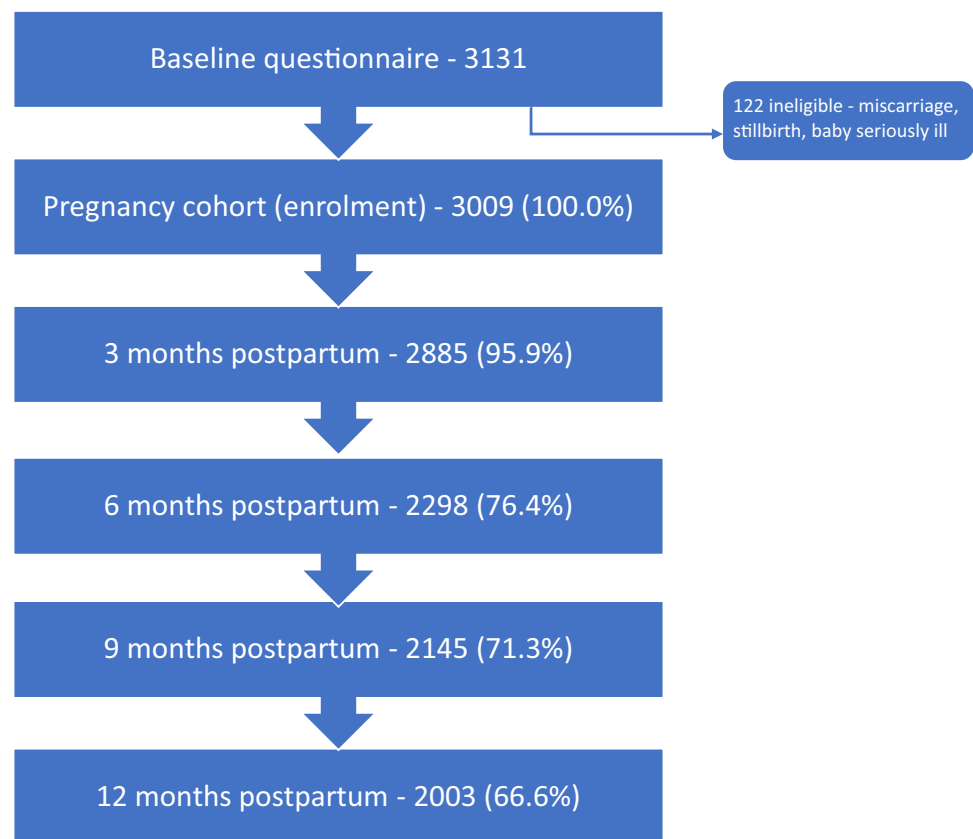 Baseline questionnaire - 3131
122 ineligible - miscarriage,
stillbirth, baby seriously ill
Pregnancy cohort (enrolment) - 3009 (100.0%)
3 months postpartum - 2885 (95.9%)
6 months postpartum - 2298 (76.4%)
9 months postpartum - 2145 (71.3%)
12 months postpartum - 2003 (66.6%)